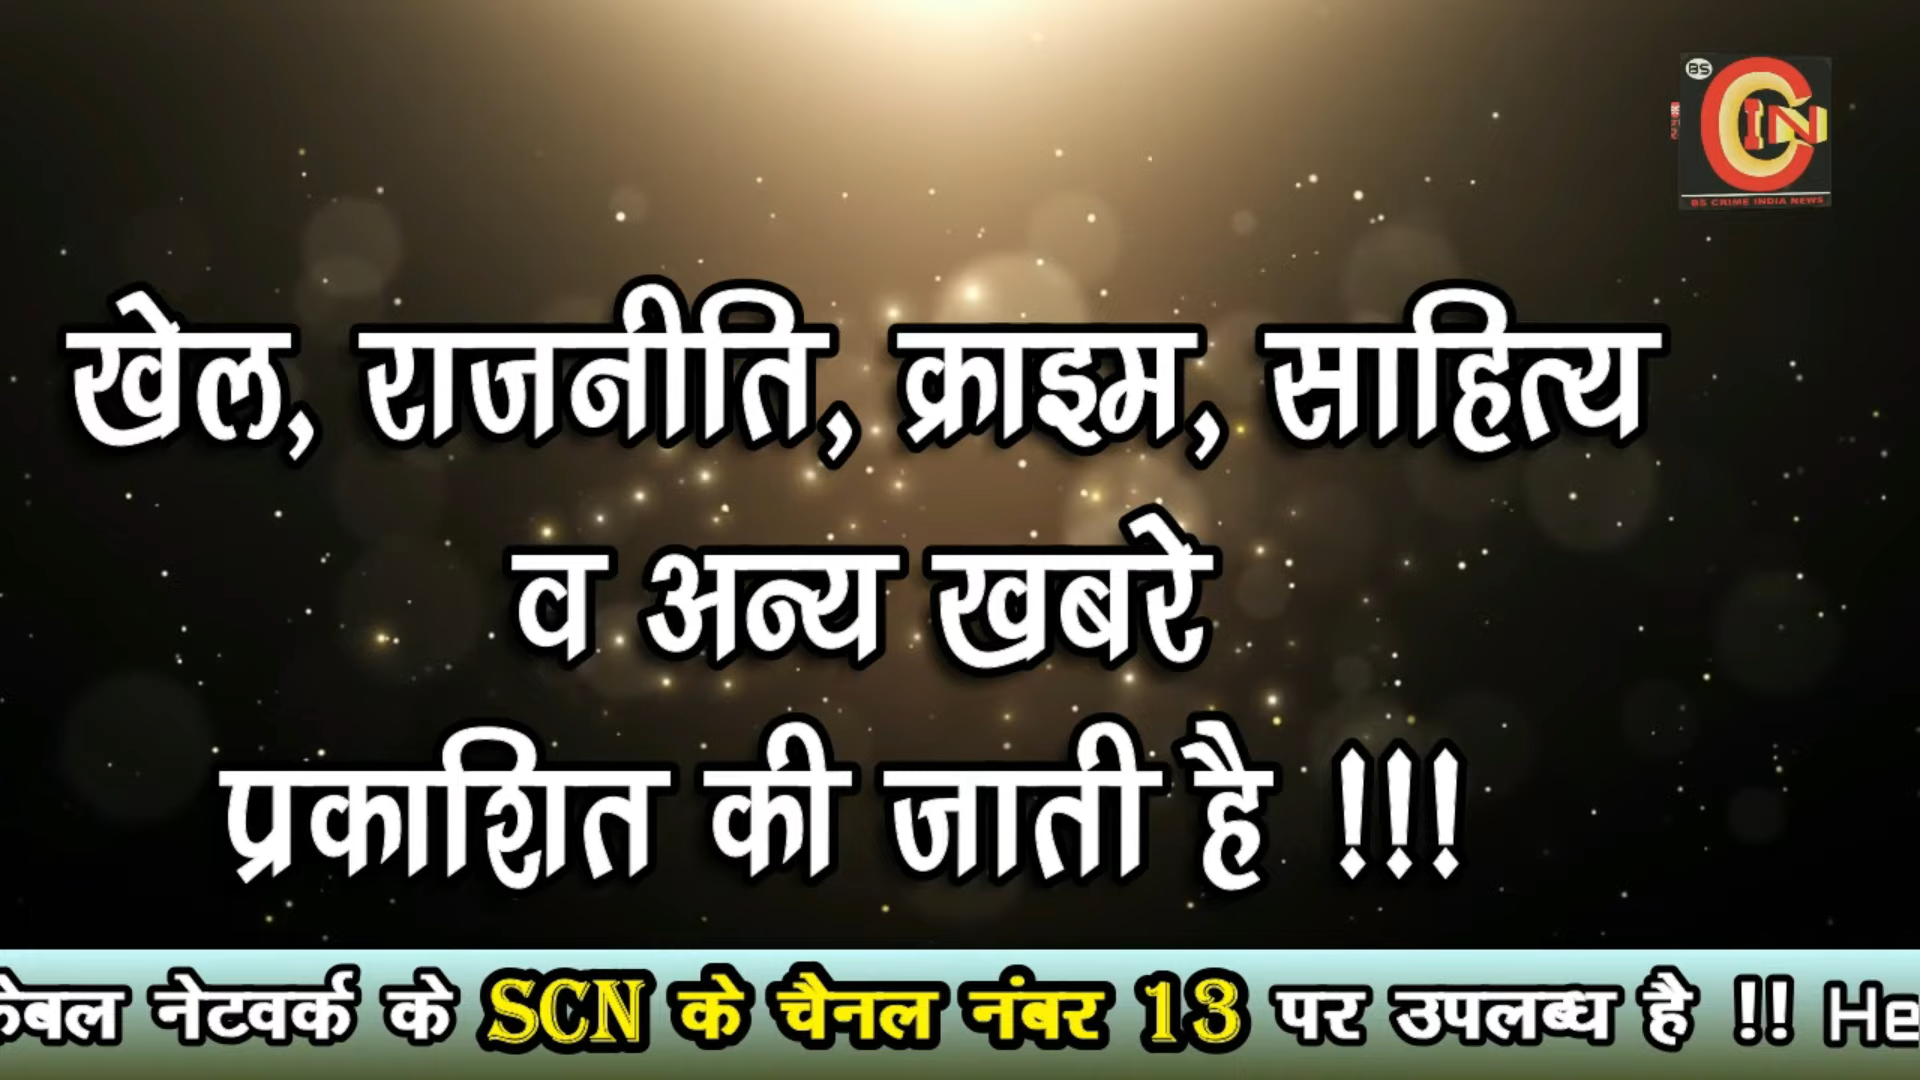 BS
CIN
BS CRIME INDIA NEWS
खेल, राजनीति, क्राइम, साहित्य
व अन्य खबरे
प्रकाशित की जाती है !!!
केबल नेटवर्क के SCN के चैनल नंबर 13 पर उपलब्ध है !! He